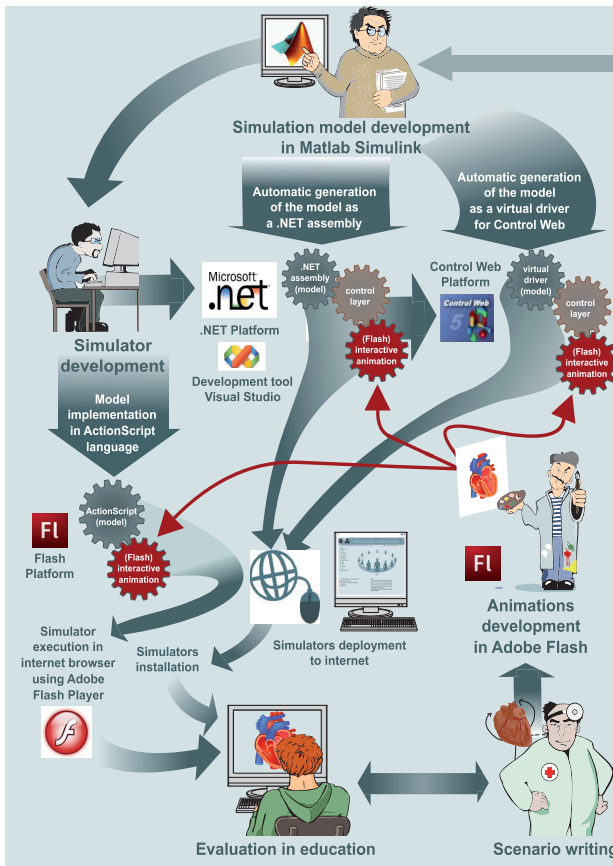 Simulation model development
in Matlab Simulink
Automatic generation
of the model as
a .NET assembly
Automatic generation
of the model
as a virtual driver
for Control Web
Microsoft
.net
.NET Platform
Development tool
Visual Studio
.NET
assembly
(model)
control
layer
(Flash)
interactive
animation
Control Web
Platform
Control Web
5
virtual
driver
(model)
control
layer
(Flash)
interactive
animation
Simulator
development
Model
implementation
in ActionScript
language
ActionScript
(model)
(Flash)
interactive
animation
Fl
Flash
Platform
Fl
Animations
development
in Adobe Flash
Simulator
execution in
internet browser
using Adobe
Flash Player
Simulators
installation
Simulators deployment
to internet
Evaluation in education
Scenario writing